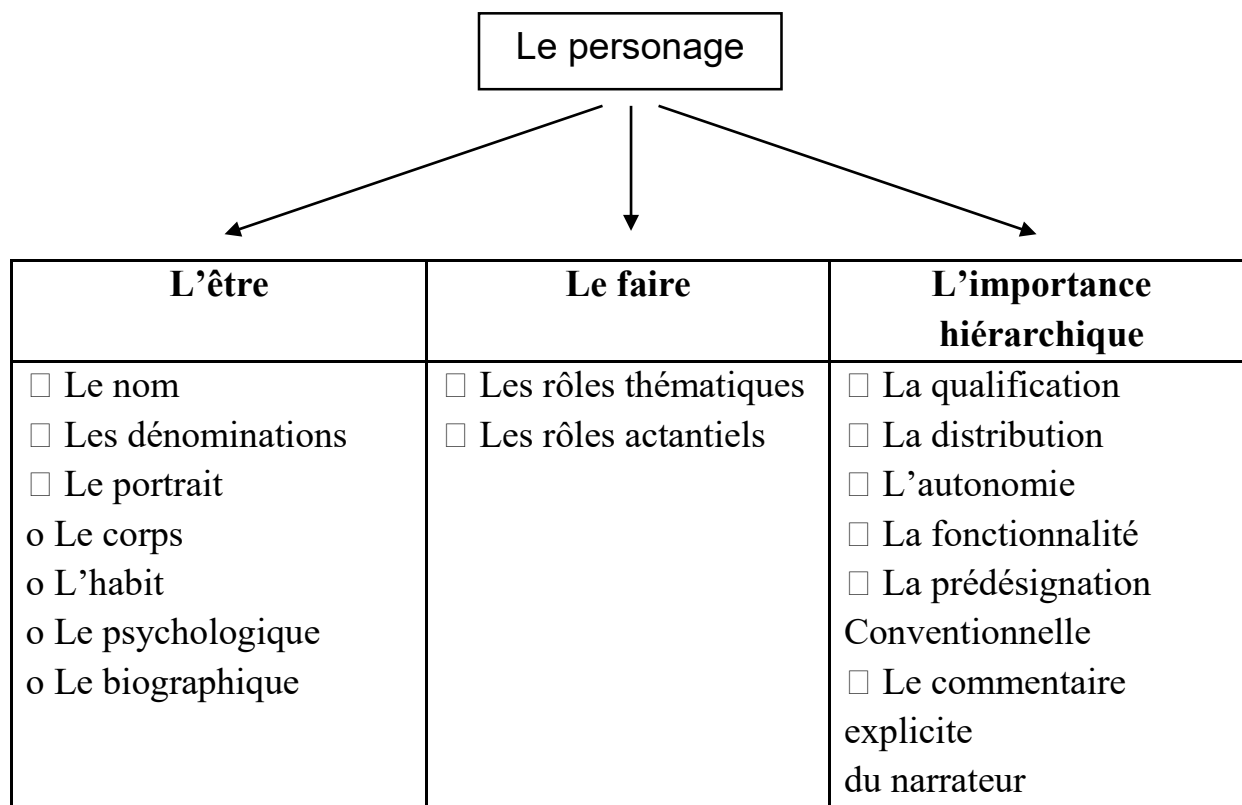 Le personage
L’être
Le faire
L’importance
hiérarchique
□ Le nom
□ Les dénominations
□ Le portrait
o Le corps
o L’habit
o Le psychologique
o Le biographique
□ Les rôles thématiques
□ Les rôles actantiels
□ La qualification
□ La distribution
□ L’autonomie
□ La fonctionnalité
□ La prédésignation
Conventionnelle
□ Le commentaire
explicite
du narrateur